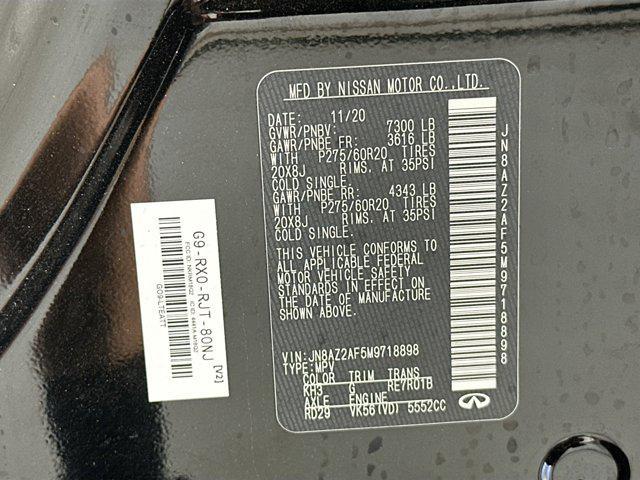 MFD BY NISSAN MOTOR CO.,LTD.
DATE: 11/20
GVWR/PNBV: 7300 LB
GAWR/PNBE FR: 3616 LB
WITH P275/60R20 TIRES
20X8J RIMS. AT 35PSI
COLD SINGLE.
GAWR/PNBE RR: 4343 LB
WITH P275/60R20 TIRES
20X8J RIMS. AT 35PSI
COLD SINGLE.
THIS VEHICLE CONFORMS TO
ALL APPLICABLE FEDERAL
MOTOR VEHICLE SAFETY
STANDARDS IN EFFECT ON
THE DATE OF MANUFACTURE
SHOWN ABOVE.
VIN:JN8AZ2AF5M9718898
TYPE:MPV
COLOR TRIM TRANS
KH3 G RE7R01B
AXLE ENGINE
RD29 VK56(VD) 5552CC
JN8AZ2AF5M9718898
G9-RX0-RJT-80NJ [V2]
G09-LTEATT